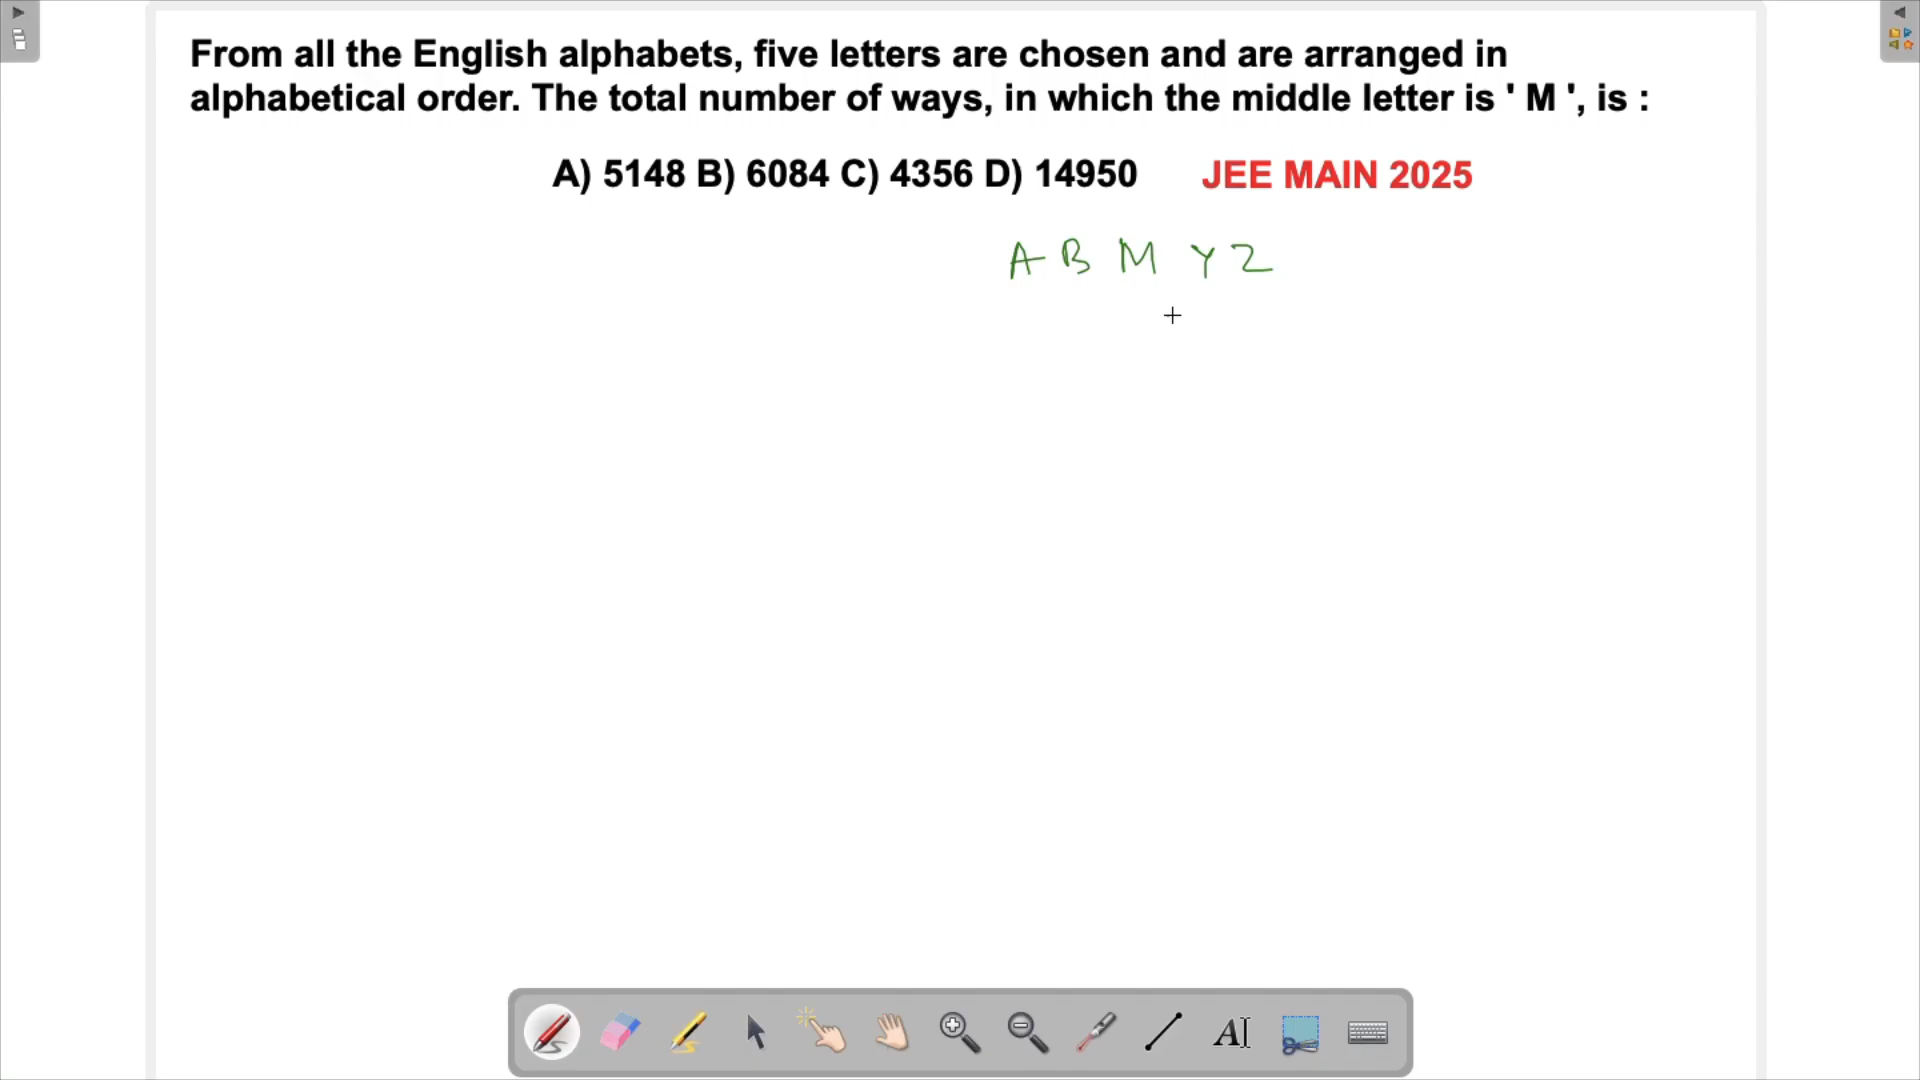 From all the English alphabets, five letters are chosen and are arranged in
alphabetical order. The total number of ways, in which the middle letter is ' M ', is :
A) 5148 B) 6084 C) 4356 D) 14950 JEE MAIN 2025
A B M Y Z